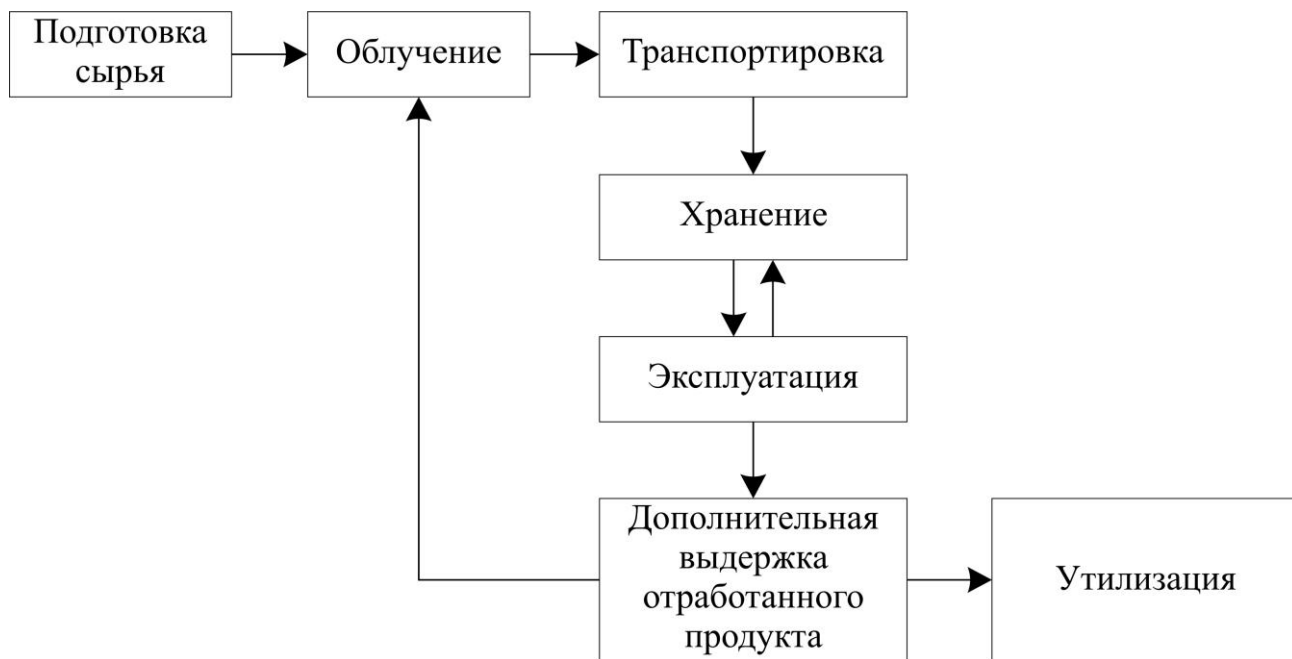 Подготовка
сырья
Облучение
Транспортировка
Хранение
Эксплуатация
Дополнительная
выдержка
отработанного
продукта
Утилизация